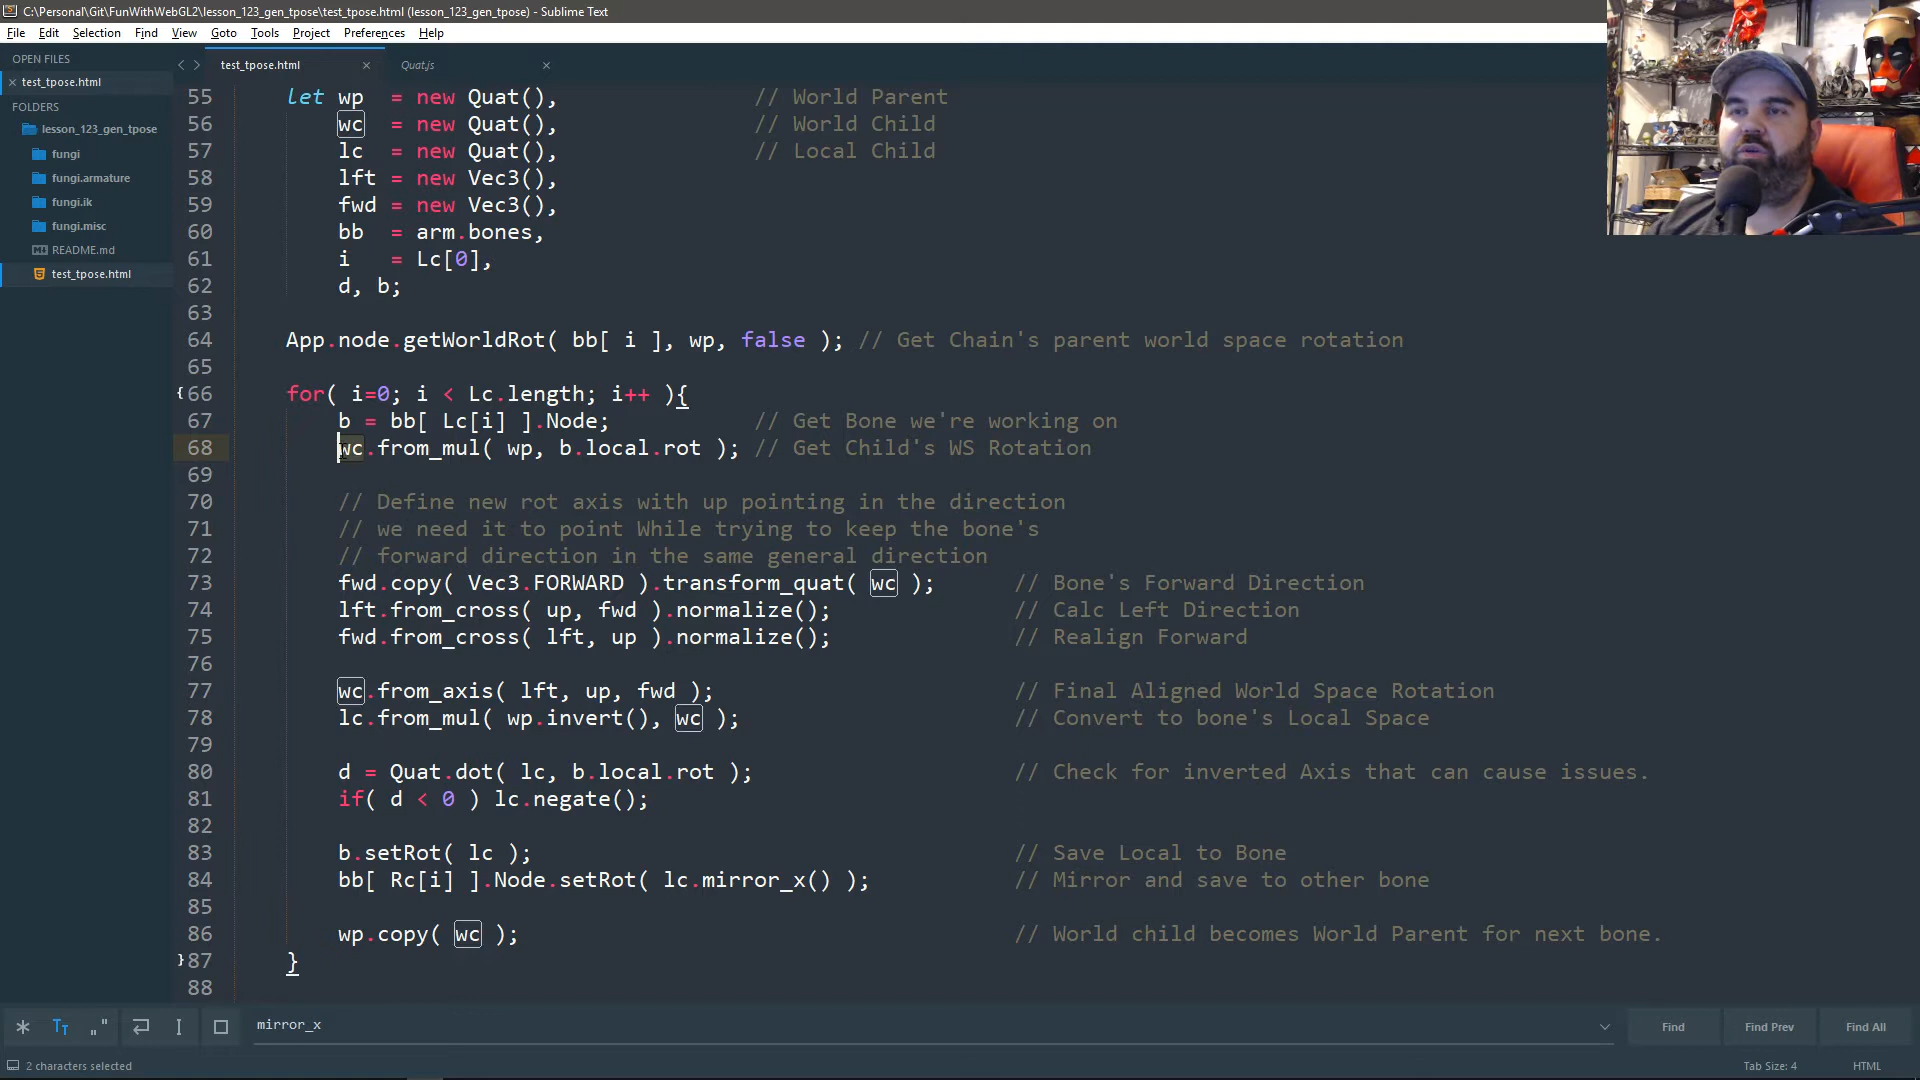 C:\Personal\Git\FunWithWebGL2\lesson_123_gen_tpose\test_tpose.html (lesson_123_gen_tpose) - Sublime Text
File Edit Selection Find View Goto Tools Project Preferences Help
OPEN FILES
test_tpose.html
FOLDERS
lesson_123_gen_tpose
fungi
fungi.armature
fungi.ik
fungi.misc
README.md
test_tpose.html
test_tpose.html Quat.js
55 let wp = new Quat(), // World Parent
56 wc = new Quat(), // World Child
57 lc = new Quat(), // Local Child
58 lft = new Vec3(),
59 fwd = new Vec3(),
60 bb = arm.bones,
61 i = Lc[0],
62 d, b;
63
64 App.node.getWorldRot( bb[ i ], wp, false ); // Get Chain's parent world space rotation
65
66 for( i=0; i < Lc.length; i++ ){
67 b = bb[ Lc[i] ].Node; // Get Bone we're working on
68 wc.from_mul( wp, b.local.rot ); // Get Child's WS Rotation
69
70 // Define new rot axis with up pointing in the direction
71 // we need it to point While trying to keep the bone's
72 // forward direction in the same general direction
73 fwd.copy( Vec3.FORWARD ).transform_quat( wc ); // Bone's Forward Direction
74 lft.from_cross( up, fwd ).normalize(); // Calc Left Direction
75 fwd.from_cross( lft, up ).normalize(); // Realign Forward
76
77 wc.from_axis( lft, up, fwd ); // Final Aligned World Space Rotation
78 lc.from_mul( wp.invert(), wc ); // Convert to bone's Local Space
79
80 d = Quat.dot( lc, b.local.rot ); // Check for inverted Axis that can cause issues.
81 if( d < 0 ) lc.negate();
82
83 b.setRot( lc ); // Save Local to Bone
84 bb[ Rc[i] ].Node.setRot( lc.mirror_x() ); // Mirror and save to other bone
85
86 wp.copy( wc ); // World child becomes World Parent for next bone.
87 }
88
mirror_x Find Find Prev Find All
2 characters selected Tab Size: 4 HTML